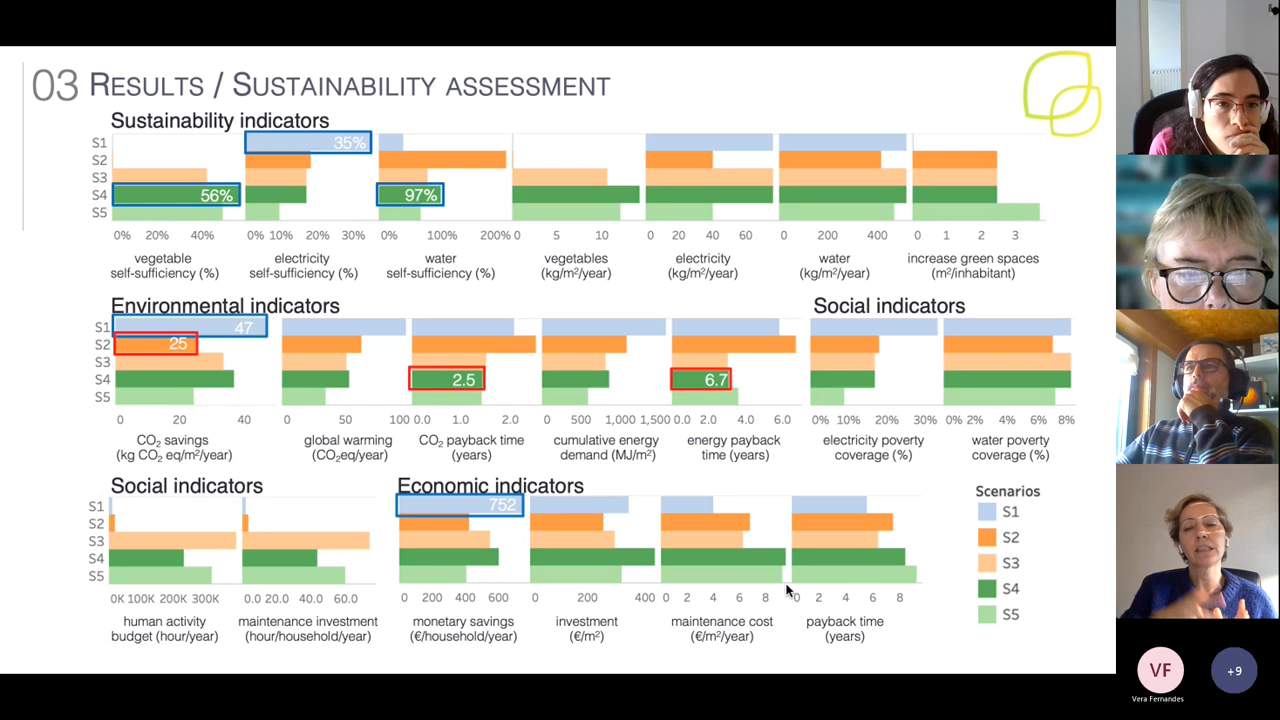 03 RESULTS / SUSTAINABILITY ASSESSMENT
Sustainability indicators
S1
S2
S3
S4
S5
35%
56%
97%
0% 20% 40%
0% 10% 20% 30%
0% 100% 200%
0 5 10
0 20 40 60
0 200 400
0 1 2 3
vegetable
self-sufficiency (%)
electricity
self-sufficiency (%)
water
self-sufficiency (%)
vegetables
(kg/m²/year)
electricity
(kg/m²/year)
water
(kg/m²/year)
increase green spaces
(m²/inhabitant)
Environmental indicators
Social indicators
S1
S2
S3
S4
S5
47
25
2.5
6.7
0 20 40
0 50 100
0.0 1.0 2.0
0 500 1,000 1,500
0.0 2.0 4.0 6.0
0% 10% 20% 30%
0% 2% 4% 6% 8%
CO₂ savings
(kg CO₂ eq/m²/year)
global warming
(CO₂eq/year)
CO₂ payback time
(years)
cumulative energy
demand (MJ/m²)
energy payback
time (years)
electricity poverty
coverage (%)
water poverty
coverage (%)
Social indicators
Economic indicators
S1
S2
S3
S4
S5
752
0K 100K 200K 300K
0.0 20.0 40.0 60.0
0 200 400 600
0 200 400
0 2 4 6 8
0 2 4 6 8
human activity
budget (hour/year)
maintenance investment
(hour/household/year)
monetary savings
(€/household/year)
investment
(€/m²)
maintenance cost
(€/m²/year)
payback time
(years)
Scenarios
S1
S2
S3
S4
S5
VF
Vera Fernandes
+9